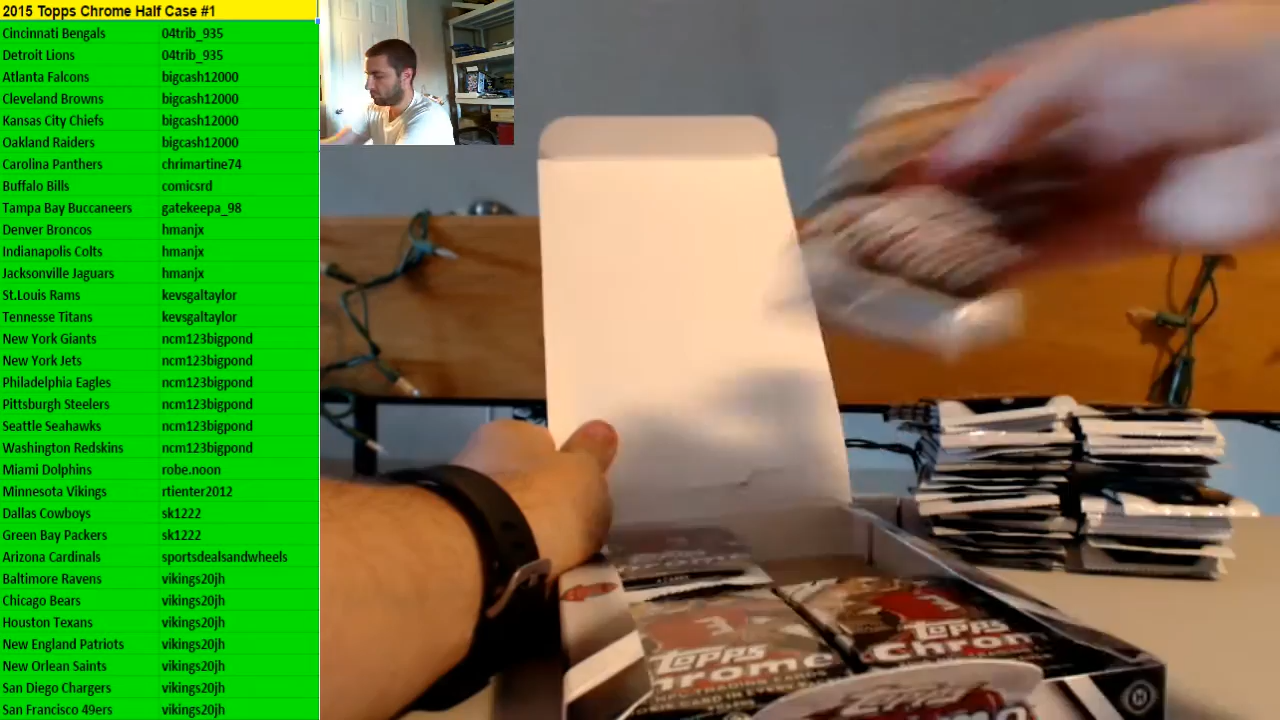 2015 Topps Chrome Half Case #1
Cincinnati Bengals 04trib_935
Detroit Lions 04trib_935
Atlanta Falcons bigcash12000
Cleveland Browns bigcash12000
Kansas City Chiefs bigcash12000
Oakland Raiders bigcash12000
Carolina Panthers chrimartine74
Buffalo Bills comicsrd
Tampa Bay Buccaneers gatekeepa_98
Denver Broncos hmanjx
Indianapolis Colts hmanjx
Jacksonville Jaguars hmanjx
St.Louis Rams kevsgaltaylor
Tennesse Titans kevsgaltaylor
New York Giants ncm123bigpond
New York Jets ncm123bigpond
Philadelphia Eagles ncm123bigpond
Pittsburgh Steelers ncm123bigpond
Seattle Seahawks ncm123bigpond
Washington Redskins ncm123bigpond
Miami Dolphins robe.noon
Minnesota Vikings rtienter2012
Dallas Cowboys sk1222
Green Bay Packers sk1222
Arizona Cardinals sportsdealsandwheels
Baltimore Ravens vikings20jh
Chicago Bears vikings20jh
Houston Texans vikings20jh
New England Patriots vikings20jh
New Orlean Saints vikings20jh
San Diego Chargers vikings20jh
San Francisco 49ers vikings20jh
Topps
Chrome
Topps
Chrome